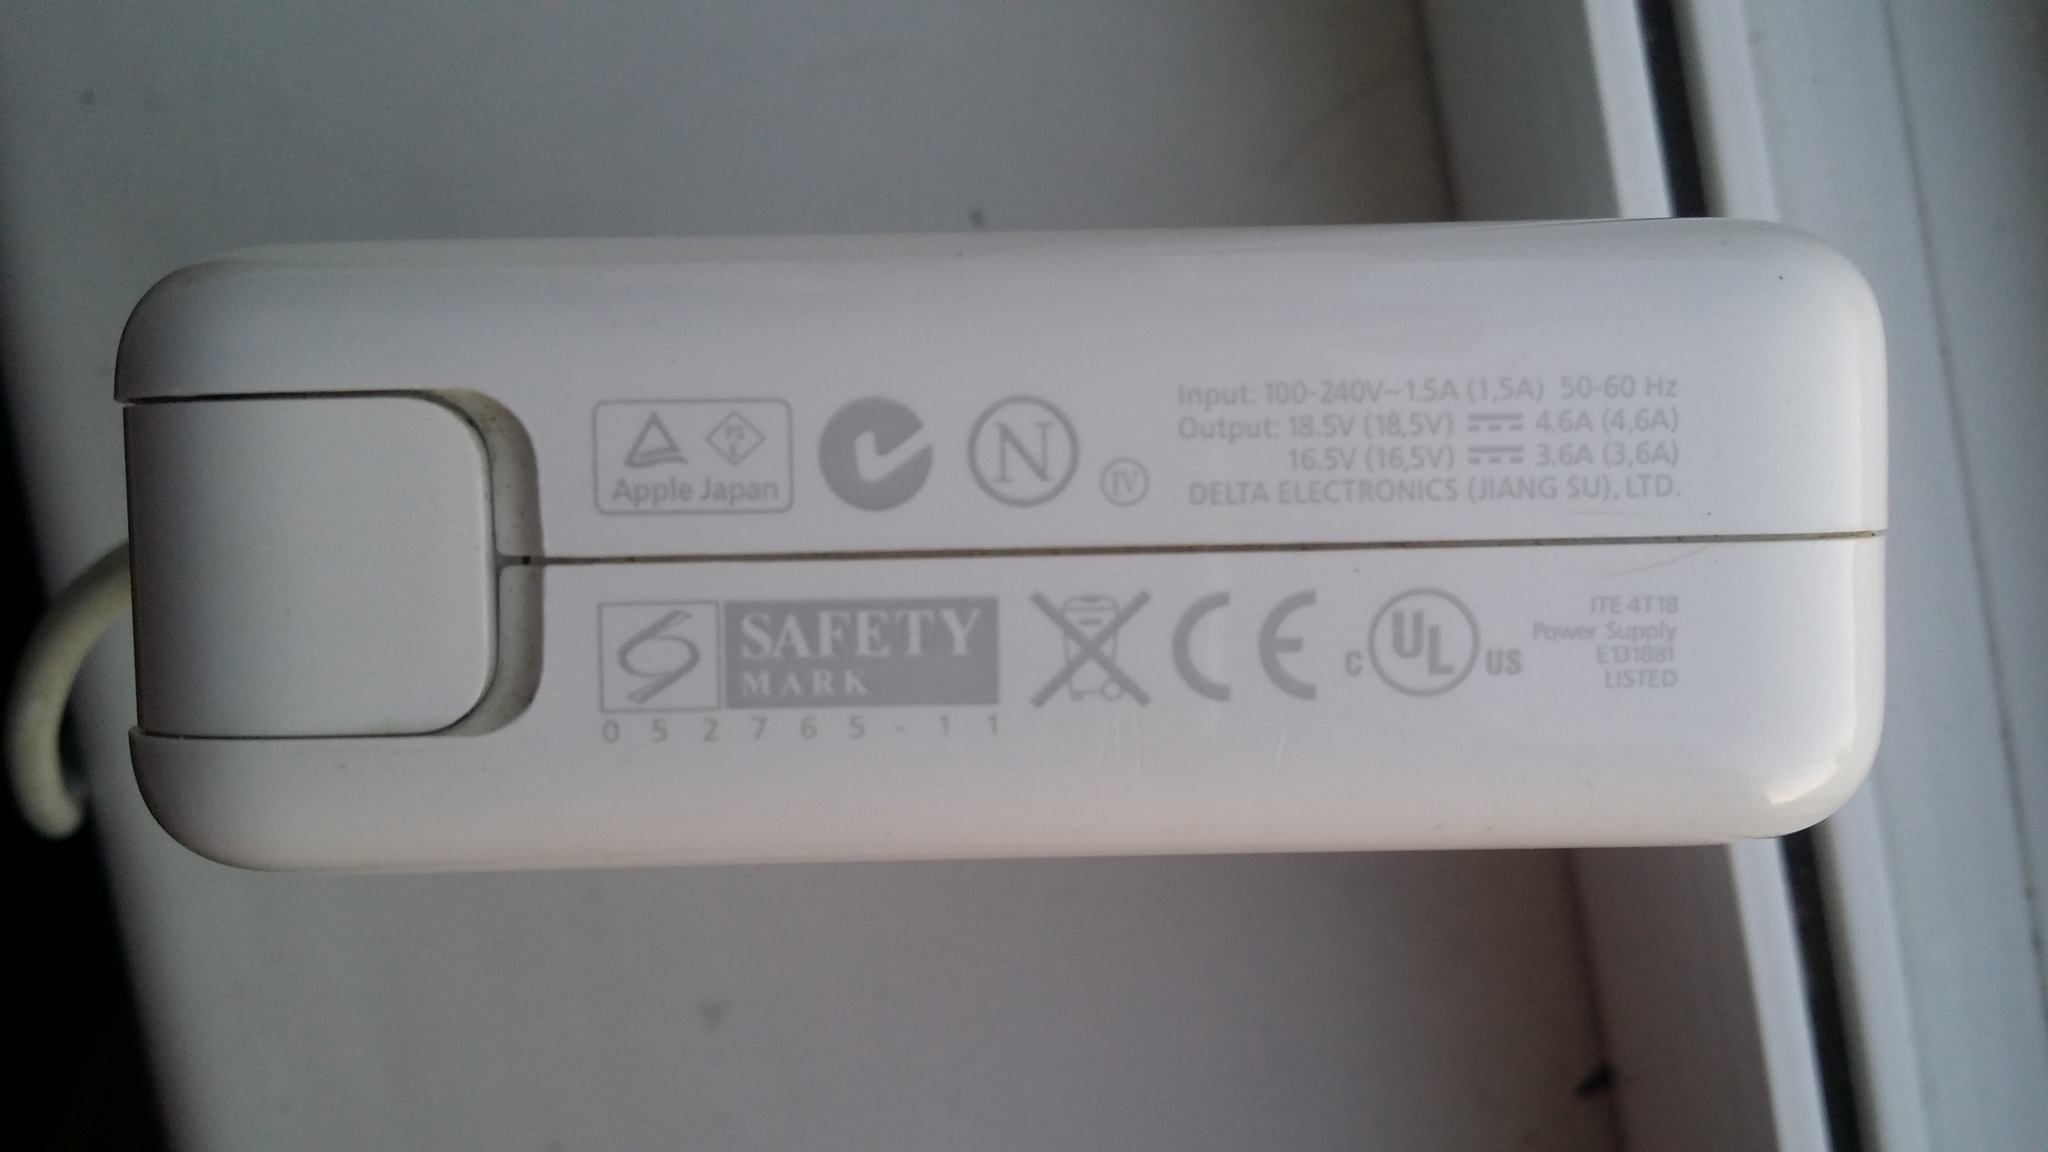 PS
E
Apple Japan
N
IV
Input: 100-240V~1.5A (1,5A) 50-60 Hz
Output: 18.5V (18,5V) ⎓ 4.6A (4,6A)
16.5V (16,5V) ⎓ 3.6A (3,6A)
DELTA ELECTRONICS (JIANG SU), LTD.
SAFETY
MARK
052765-11
CE
c UL US
ITE 4T18
Power Supply
E131881
LISTED